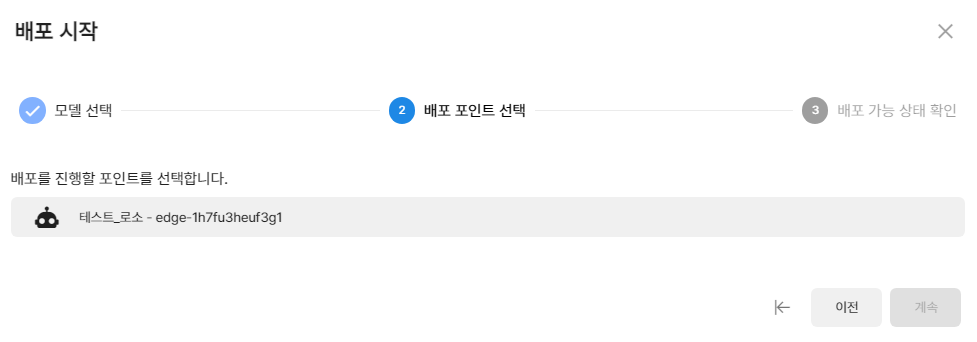 배포 시작
모델 선택
2 배포 포인트 선택
3 배포 가능 상태 확인
배포를 진행할 포인트를 선택합니다.
테스트_로소 - edge-1h7fu3heuf3g1
이전
계속